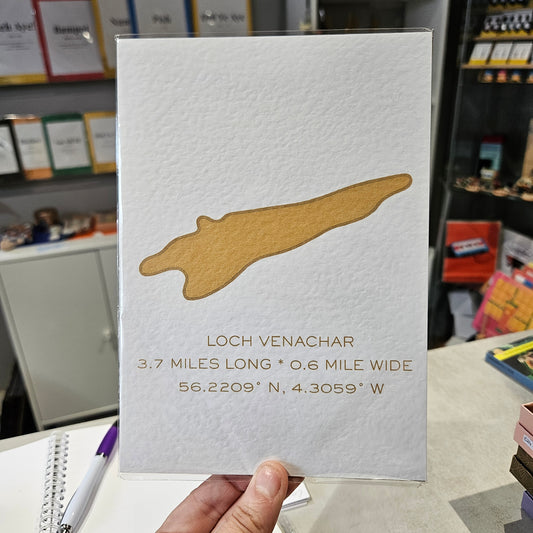 LOCH VENACHAR
3.7 MILES LONG * 0.6 MILE WIDE
56.2209° N, 4.3059° W